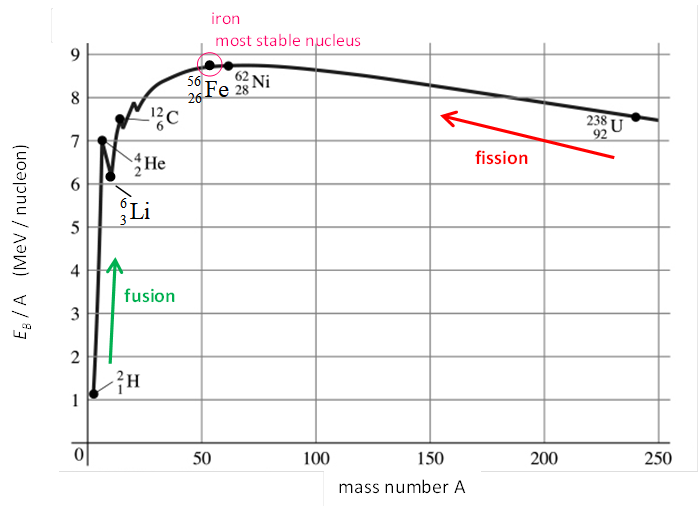 iron
most stable nucleus
9
8
7
6
5
4
3
2
1
0
50
100
150
200
250
56
26 Fe
62
28 Ni
12
6 C
4
2 He
6
3 Li
2
1 H
238
92 U
fission
fusion
E_B / A (MeV / nucleon)
mass number A